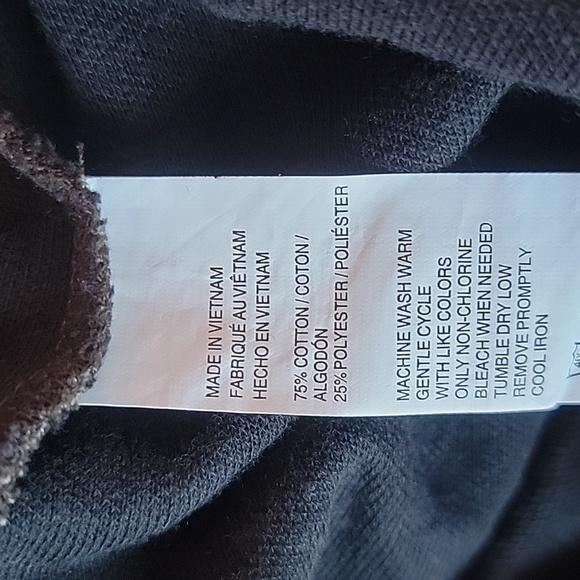 MADE IN VIETNAM
FABRIQUÉ AU VIÊTNAM
HECHO EN VIETNAM
75% COTTON / COTON /
ALGODÓN
25% POLYESTER / POLIÉSTER
MACHINE WASH WARM
GENTLE CYCLE
WITH LIKE COLORS
ONLY NON-CHLORINE
BLEACH WHEN NEEDED
TUMBLE DRY LOW
REMOVE PROMPTLY
COOL IRON